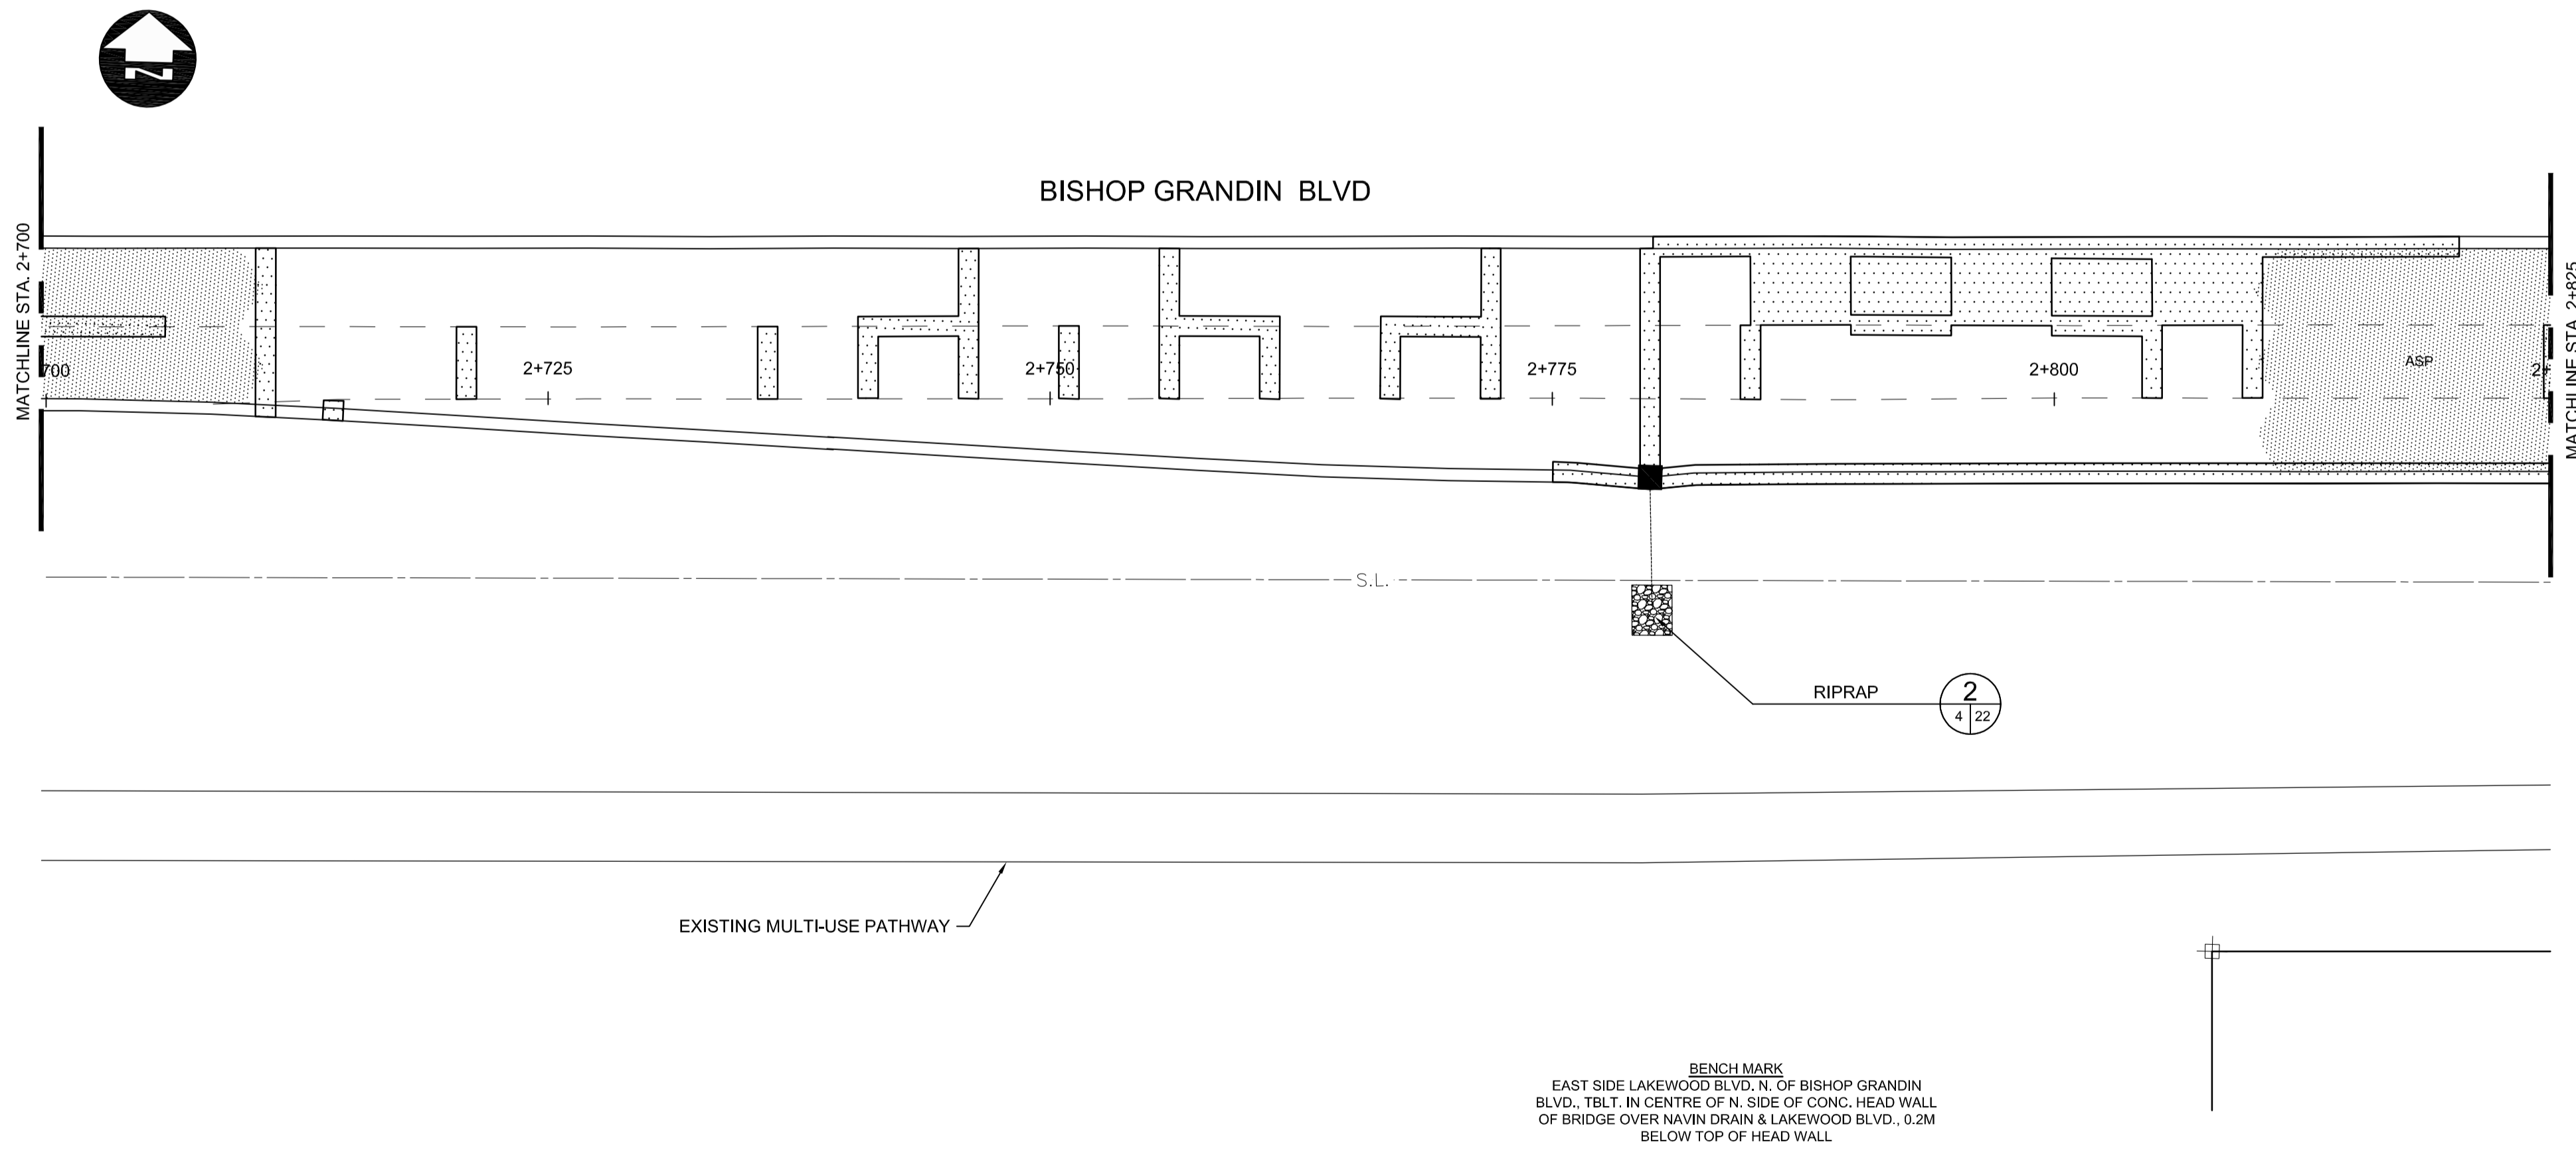 N
BISHOP GRANDIN BLVD
MATCHLINE STA. 2+700
MATCHLINE STA. 2+825
700
2+725
2+750
2+775
2+800
ASP
2+
S.L.
RIPRAP
2
4 22
EXISTING MULTI-USE PATHWAY
BENCH MARK
EAST SIDE LAKEWOOD BLVD. N. OF BISHOP GRANDIN
BLVD., TBLT. IN CENTRE OF N. SIDE OF CONC. HEAD WALL
OF BRIDGE OVER NAVIN DRAIN & LAKEWOOD BLVD., 0.2M
BELOW TOP OF HEAD WALL